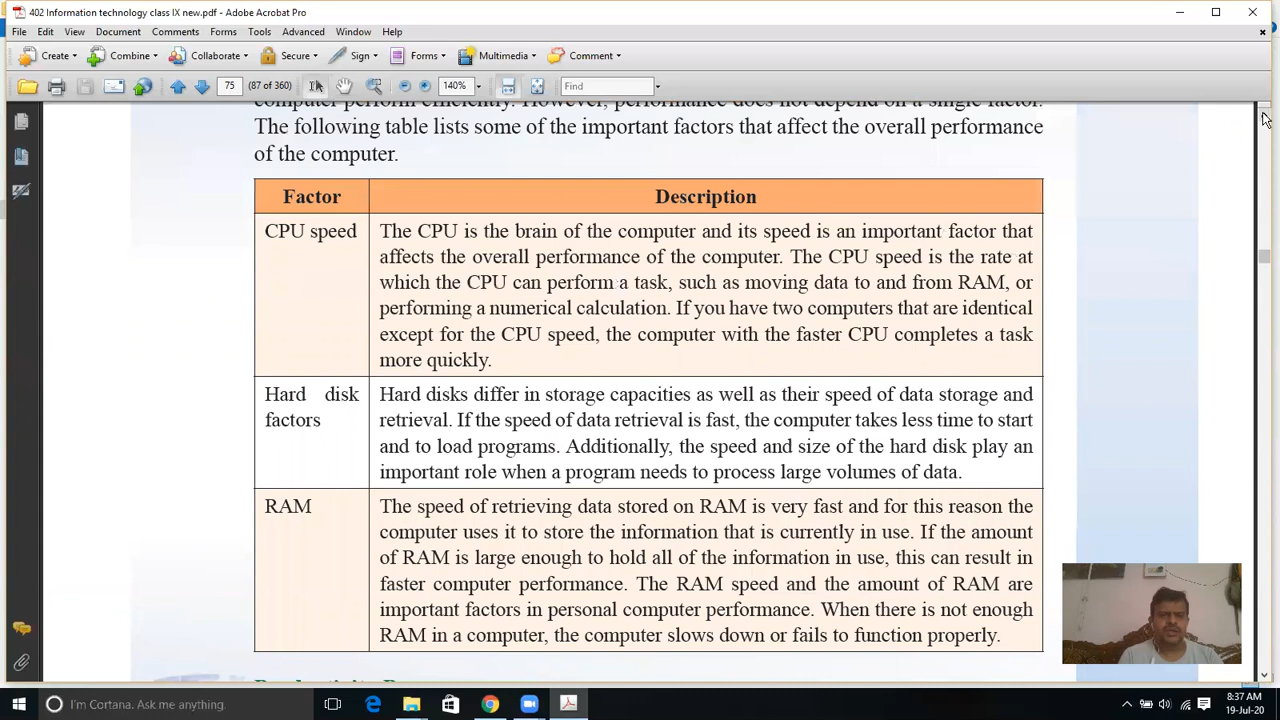 402 Information technology class IX new.pdf - Adobe Acrobat Pro
File Edit View Document Comments Forms Tools Advanced Window Help
Create Combine Collaborate Secure Sign Forms Multimedia Comment
75 (87 of 360) 140% Find
computer perform efficiently. However, performance does not depend on a single factor.
The following table lists some of the important factors that affect the overall performance
of the computer.
Factor Description
CPU speed The CPU is the brain of the computer and its speed is an important factor that
affects the overall performance of the computer. The CPU speed is the rate at
which the CPU can perform a task, such as moving data to and from RAM, or
performing a numerical calculation. If you have two computers that are identical
except for the CPU speed, the computer with the faster CPU completes a task
more quickly.
Hard disk Hard disks differ in storage capacities as well as their speed of data storage and
factors retrieval. If the speed of data retrieval is fast, the computer takes less time to start
and to load programs. Additionally, the speed and size of the hard disk play an
important role when a program needs to process large volumes of data.
RAM The speed of retrieving data stored on RAM is very fast and for this reason the
computer uses it to store the information that is currently in use. If the amount
of RAM is large enough to hold all of the information in use, this can result in
faster computer performance. The RAM speed and the amount of RAM are
important factors in personal computer performance. When there is not enough
RAM in a computer, the computer slows down or fails to function properly.
I'm Cortana. Ask me anything.
8:37 AM
19-Jul-20